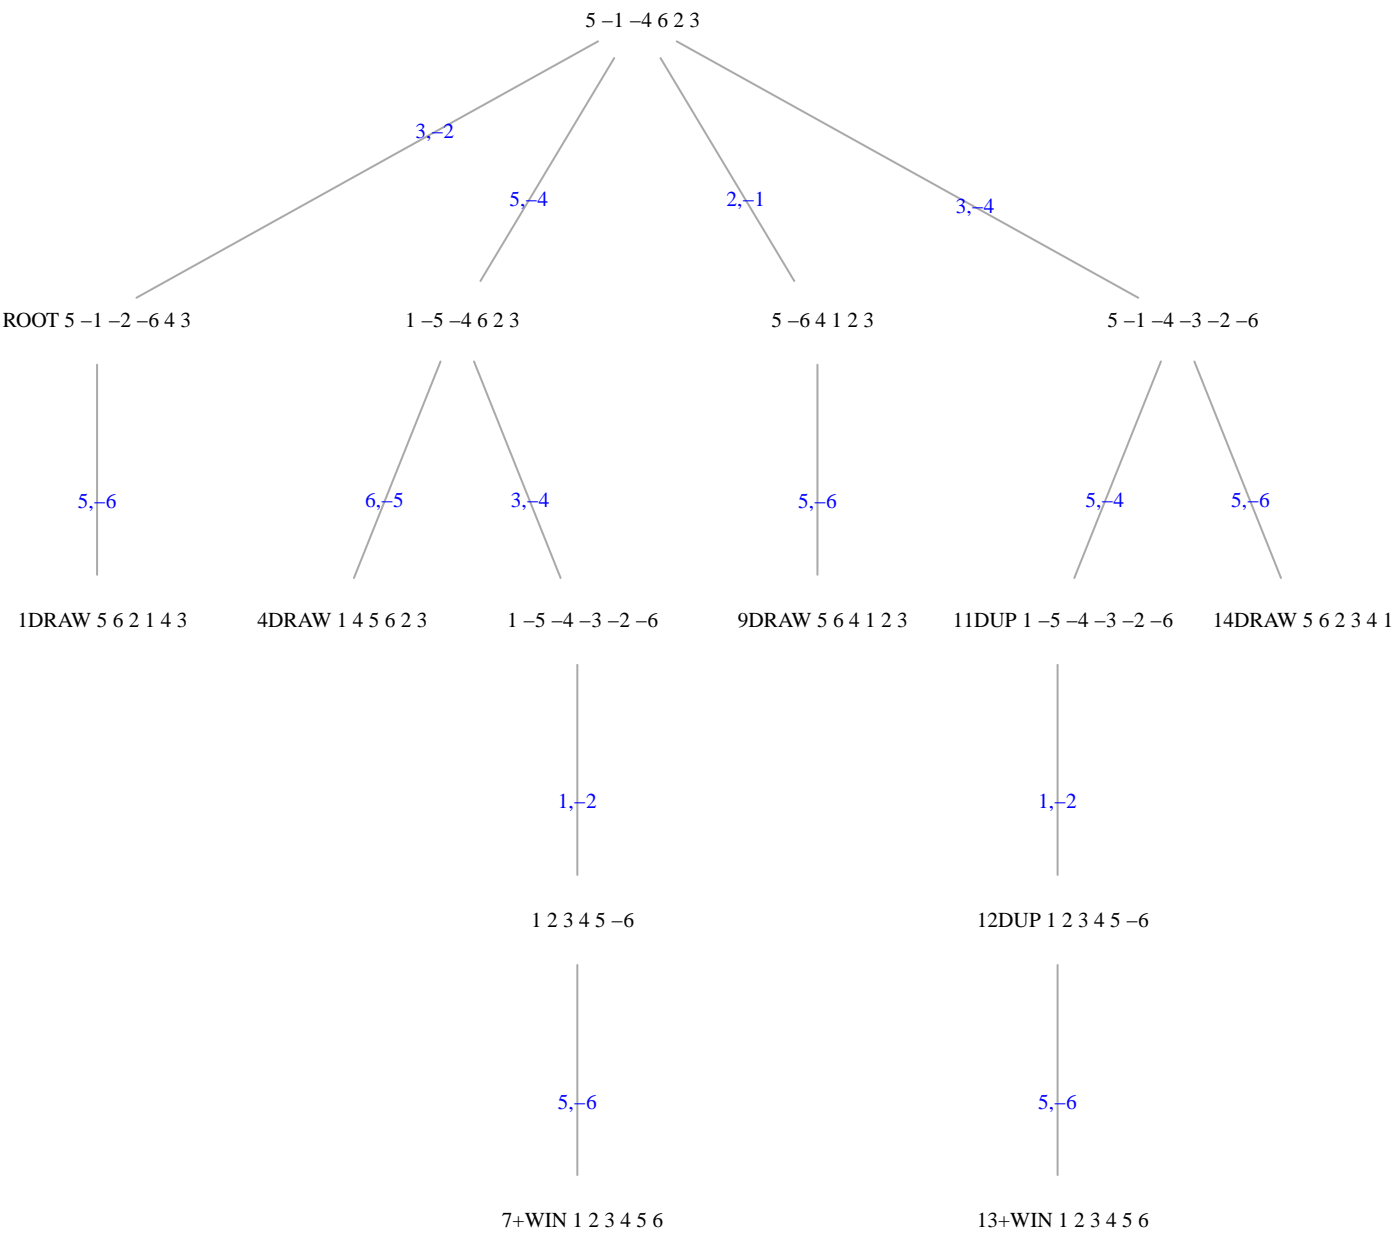 5 –1 –4 6 2 3
3,–2
5,–4
2,–1
3,–4
ROOT 5 –1 –2 –6 4 3
1 –5 –4 6 2 3
5 –6 4 1 2 3
5 –1 –4 –3 –2 –6
5,–6
6,–5
3,–4
5,–6
5,–4
5,–6
1DRAW 5 6 2 1 4 3
4DRAW 1 4 5 6 2 3
1 –5 –4 –3 –2 –6
9DRAW 5 6 4 1 2 3
11DUP 1 –5 –4 –3 –2 –6
14DRAW 5 6 2 3 4 1
1,–2
1,–2
1 2 3 4 5 –6
12DUP 1 2 3 4 5 –6
5,–6
5,–6
7+WIN 1 2 3 4 5 6
13+WIN 1 2 3 4 5 6